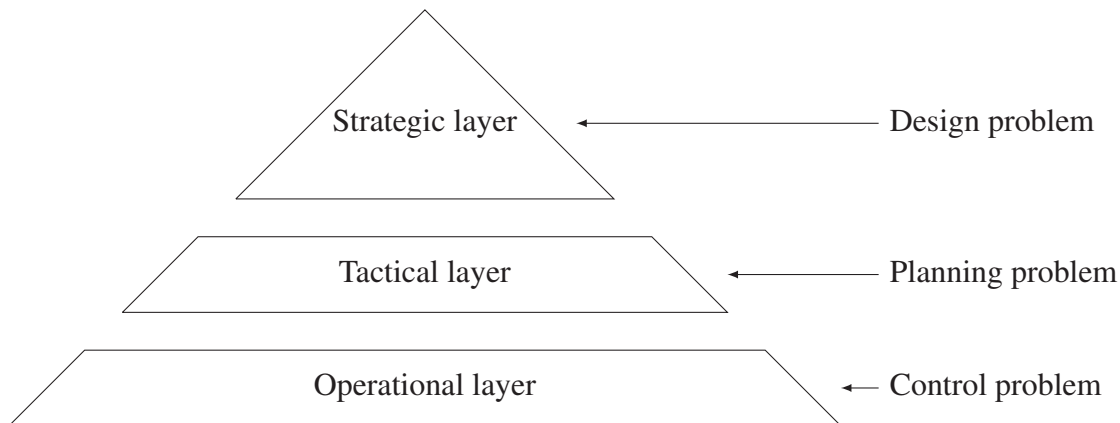 Strategic layer
Design problem
Tactical layer
Planning problem
Operational layer
Control problem